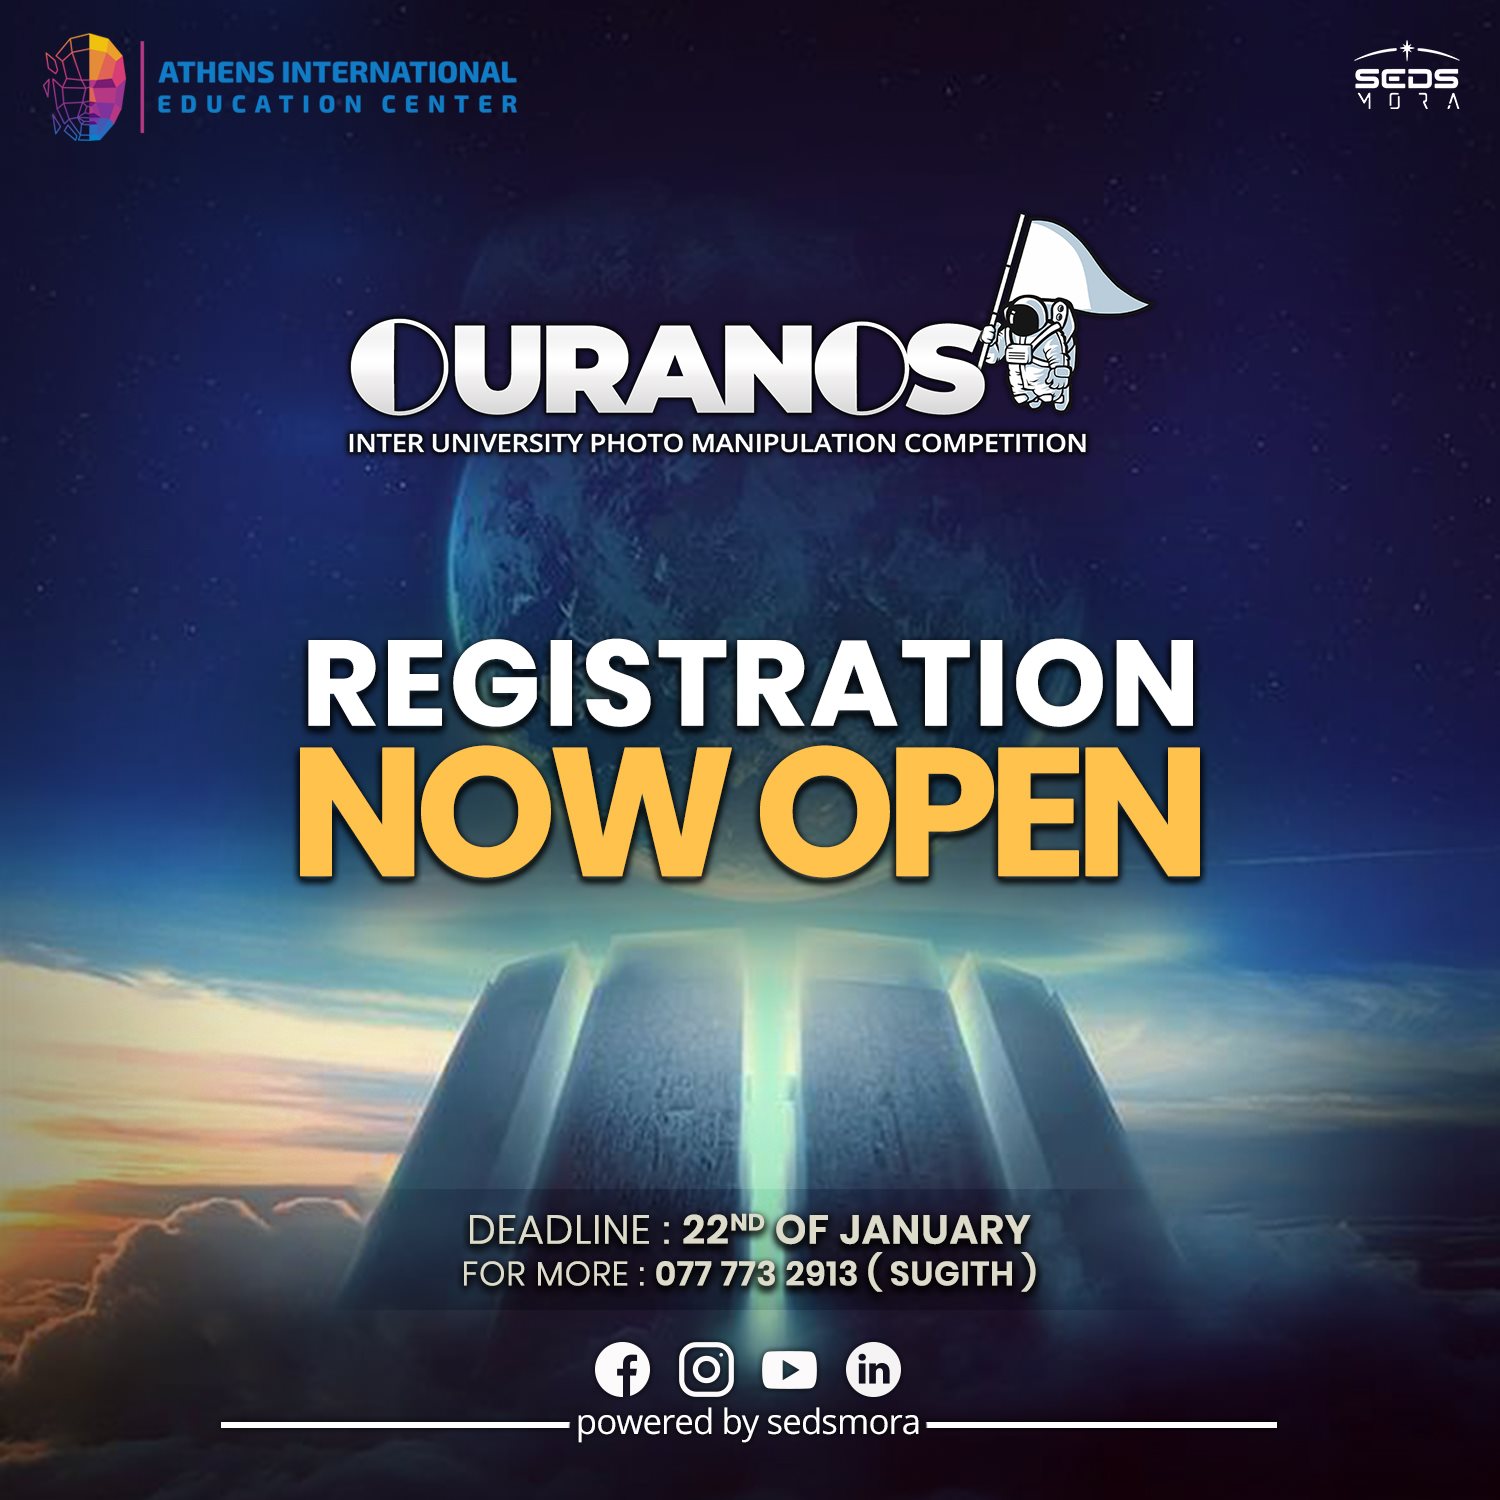 ATHENS INTERNATIONAL
EDUCATION CENTER
SEDS
MORA
OURANOS
INTER UNIVERSITY PHOTO MANIPULATION COMPETITION
REGISTRATION
NOW OPEN
DEADLINE : 22ND OF JANUARY
FOR MORE : 077 773 2913 ( SUGITH )
powered by sedsmora